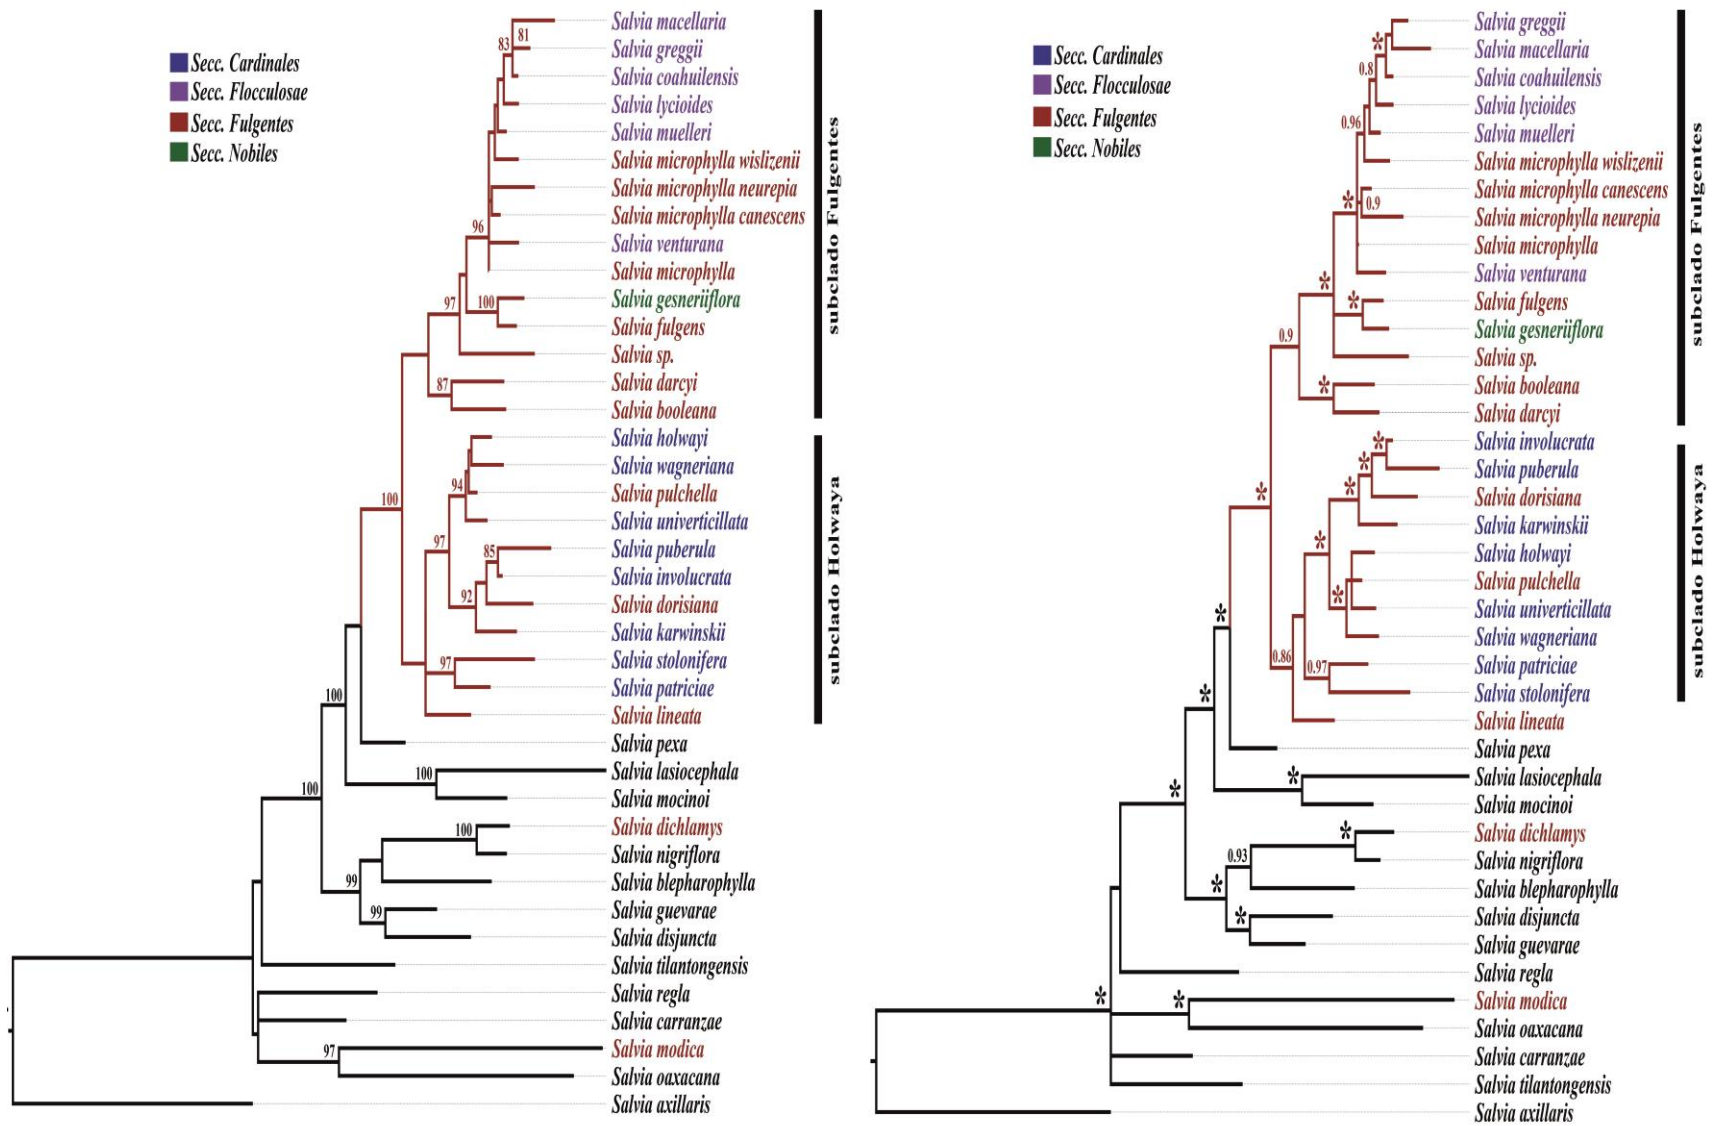 Secc. Cardinales
Secc. Flocculosae
Secc. Fulgentes
Secc. Nobiles
Salvia macellaria
Salvia greggii
Salvia coahuilensis
Salvia lycioides
Salvia muelleri
Salvia microphylla wislizenii
Salvia microphylla neurepia
Salvia microphylla canescens
Salvia venturana
Salvia microphylla
Salvia gesneriiflora
Salvia fulgens
Salvia sp.
Salvia darcyi
Salvia booleana
Salvia holwayi
Salvia wagneriana
Salvia pulchella
Salvia univerticillata
Salvia puberula
Salvia involucrata
Salvia dorisiana
Salvia karwinskii
Salvia stolonifera
Salvia patriciae
Salvia lineata
Salvia pexa
Salvia lasiocephala
Salvia mocinoi
Salvia dichlamys
Salvia nigriflora
Salvia blepharophylla
Salvia guevarae
Salvia disjuncta
Salvia tilantongensis
Salvia regla
Salvia carranzae
Salvia modica
Salvia oaxacana
Salvia axillaris
81
83
96
97
100
87
100
94
97
85
92
97
100
100
100
100
99
99
97
subclado Fulgentes
subclado Holwaya
Secc. Cardinales
Secc. Flocculosae
Secc. Fulgentes
Secc. Nobiles
Salvia greggii
Salvia macellaria
Salvia coahuilensis
Salvia lycioides
Salvia muelleri
Salvia microphylla wislizenii
Salvia microphylla canescens
Salvia microphylla neurepia
Salvia microphylla
Salvia venturana
Salvia fulgens
Salvia gesneriiflora
Salvia sp.
Salvia booleana
Salvia darcyi
Salvia involucrata
Salvia puberula
Salvia dorisiana
Salvia karwinskii
Salvia holwayi
Salvia pulchella
Salvia univerticillata
Salvia wagneriana
Salvia patriciae
Salvia stolonifera
Salvia lineata
Salvia pexa
Salvia lasiocephala
Salvia mocinoi
Salvia dichlamys
Salvia nigriflora
Salvia blepharophylla
Salvia disjuncta
Salvia guevarae
Salvia regla
Salvia modica
Salvia oaxacana
Salvia carranzae
Salvia tilantongensis
Salvia axillaris
*
0.8
0.96
*
0.9
*
*
0.9
*
*
*
*
*
*
*
*
0.86
0.97
*
*
*
*
*
0.93
*
*
*
*
subclado Fulgentes
subclado Holwaya